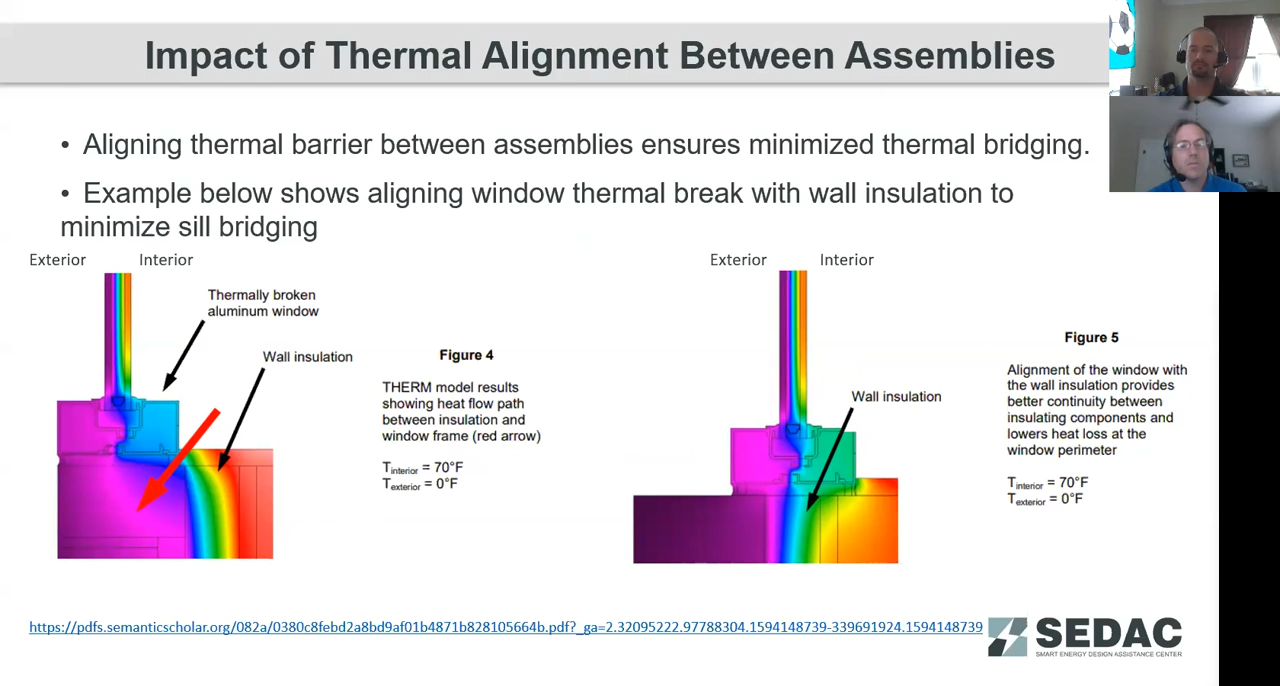 Impact of Thermal Alignment Between Assemblies
• Aligning thermal barrier between assemblies ensures minimized thermal bridging.
• Example below shows aligning window thermal break with wall insulation to
minimize sill bridging
Exterior
Interior
Thermally broken
aluminum window
Wall insulation
Figure 4
THERM model results
showing heat flow path
between insulation and
window frame (red arrow)
Tinterior = 70°F
Texterior = 0°F
Exterior
Interior
Wall insulation
Figure 5
Alignment of the window with
the wall insulation provides
better continuity between
insulating components and
lowers heat loss at the
window perimeter
Tinterior = 70°F
Texterior = 0°F
https://pdfs.semanticscholar.org/082a/0380c8febd2a8bd9af01b4871b828105664b.pdf?_ga=2.32095222.97788304.1594148739-339691924.1594148739
SEDAC
SMART ENERGY DESIGN ASSISTANCE CENTER